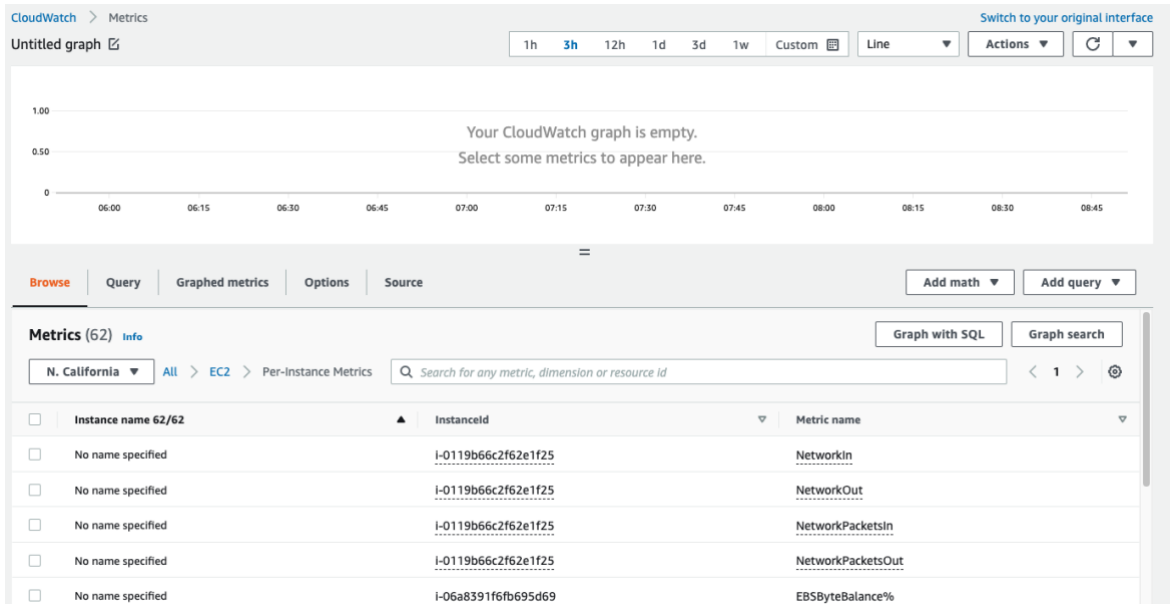 CloudWatch > Metrics
Switch to your original interface
Untitled graph
1h 3h 12h 1d 3d 1w Custom
Line
Actions
1.00
0.50
0
Your CloudWatch graph is empty.
Select some metrics to appear here.
06:00 06:15 06:30 06:45 07:00 07:15 07:30 07:45 08:00 08:15 08:30 08:45
Browse Query Graphed metrics Options Source
Add math Add query
Metrics (62) Info
Graph with SQL Graph search
N. California All > EC2 > Per-Instance Metrics Search for any metric, dimension or resource id < 1 >
Instance name 62/62 InstanceId Metric name
No name specified i-0119b66c2f62e1f25 NetworkIn
No name specified i-0119b66c2f62e1f25 NetworkOut
No name specified i-0119b66c2f62e1f25 NetworkPacketsIn
No name specified i-0119b66c2f62e1f25 NetworkPacketsOut
No name specified i-06a8391f6fb695d69 EBSByteBalance%